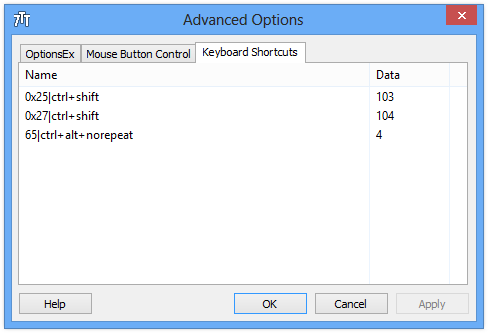 7TT
Advanced Options
OptionsEx Mouse Button Control Keyboard Shortcuts
Name Data
0x25|ctrl+shift 103
0x27|ctrl+shift 104
65|ctrl+alt+norepeat 4
Help OK Cancel Apply